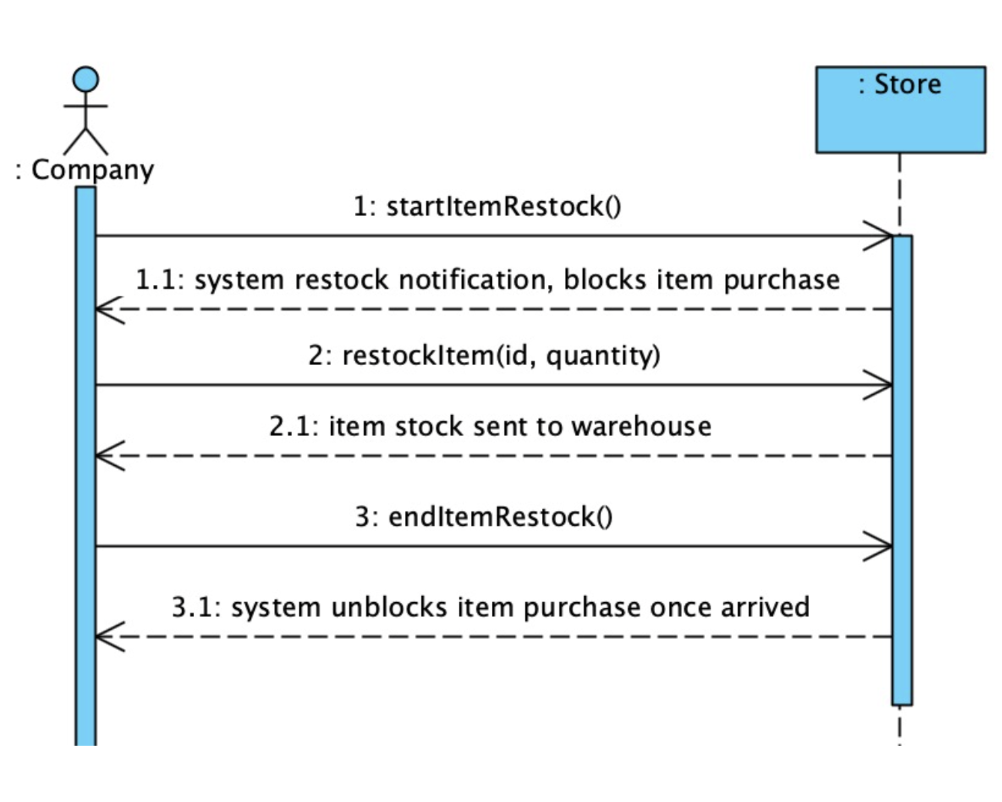 : Company
: Store
1: startItemRestock()
1.1: system restock notification, blocks item purchase
2: restockItem(id, quantity)
2.1: item stock sent to warehouse
3: endItemRestock()
3.1: system unblocks item purchase once arrived